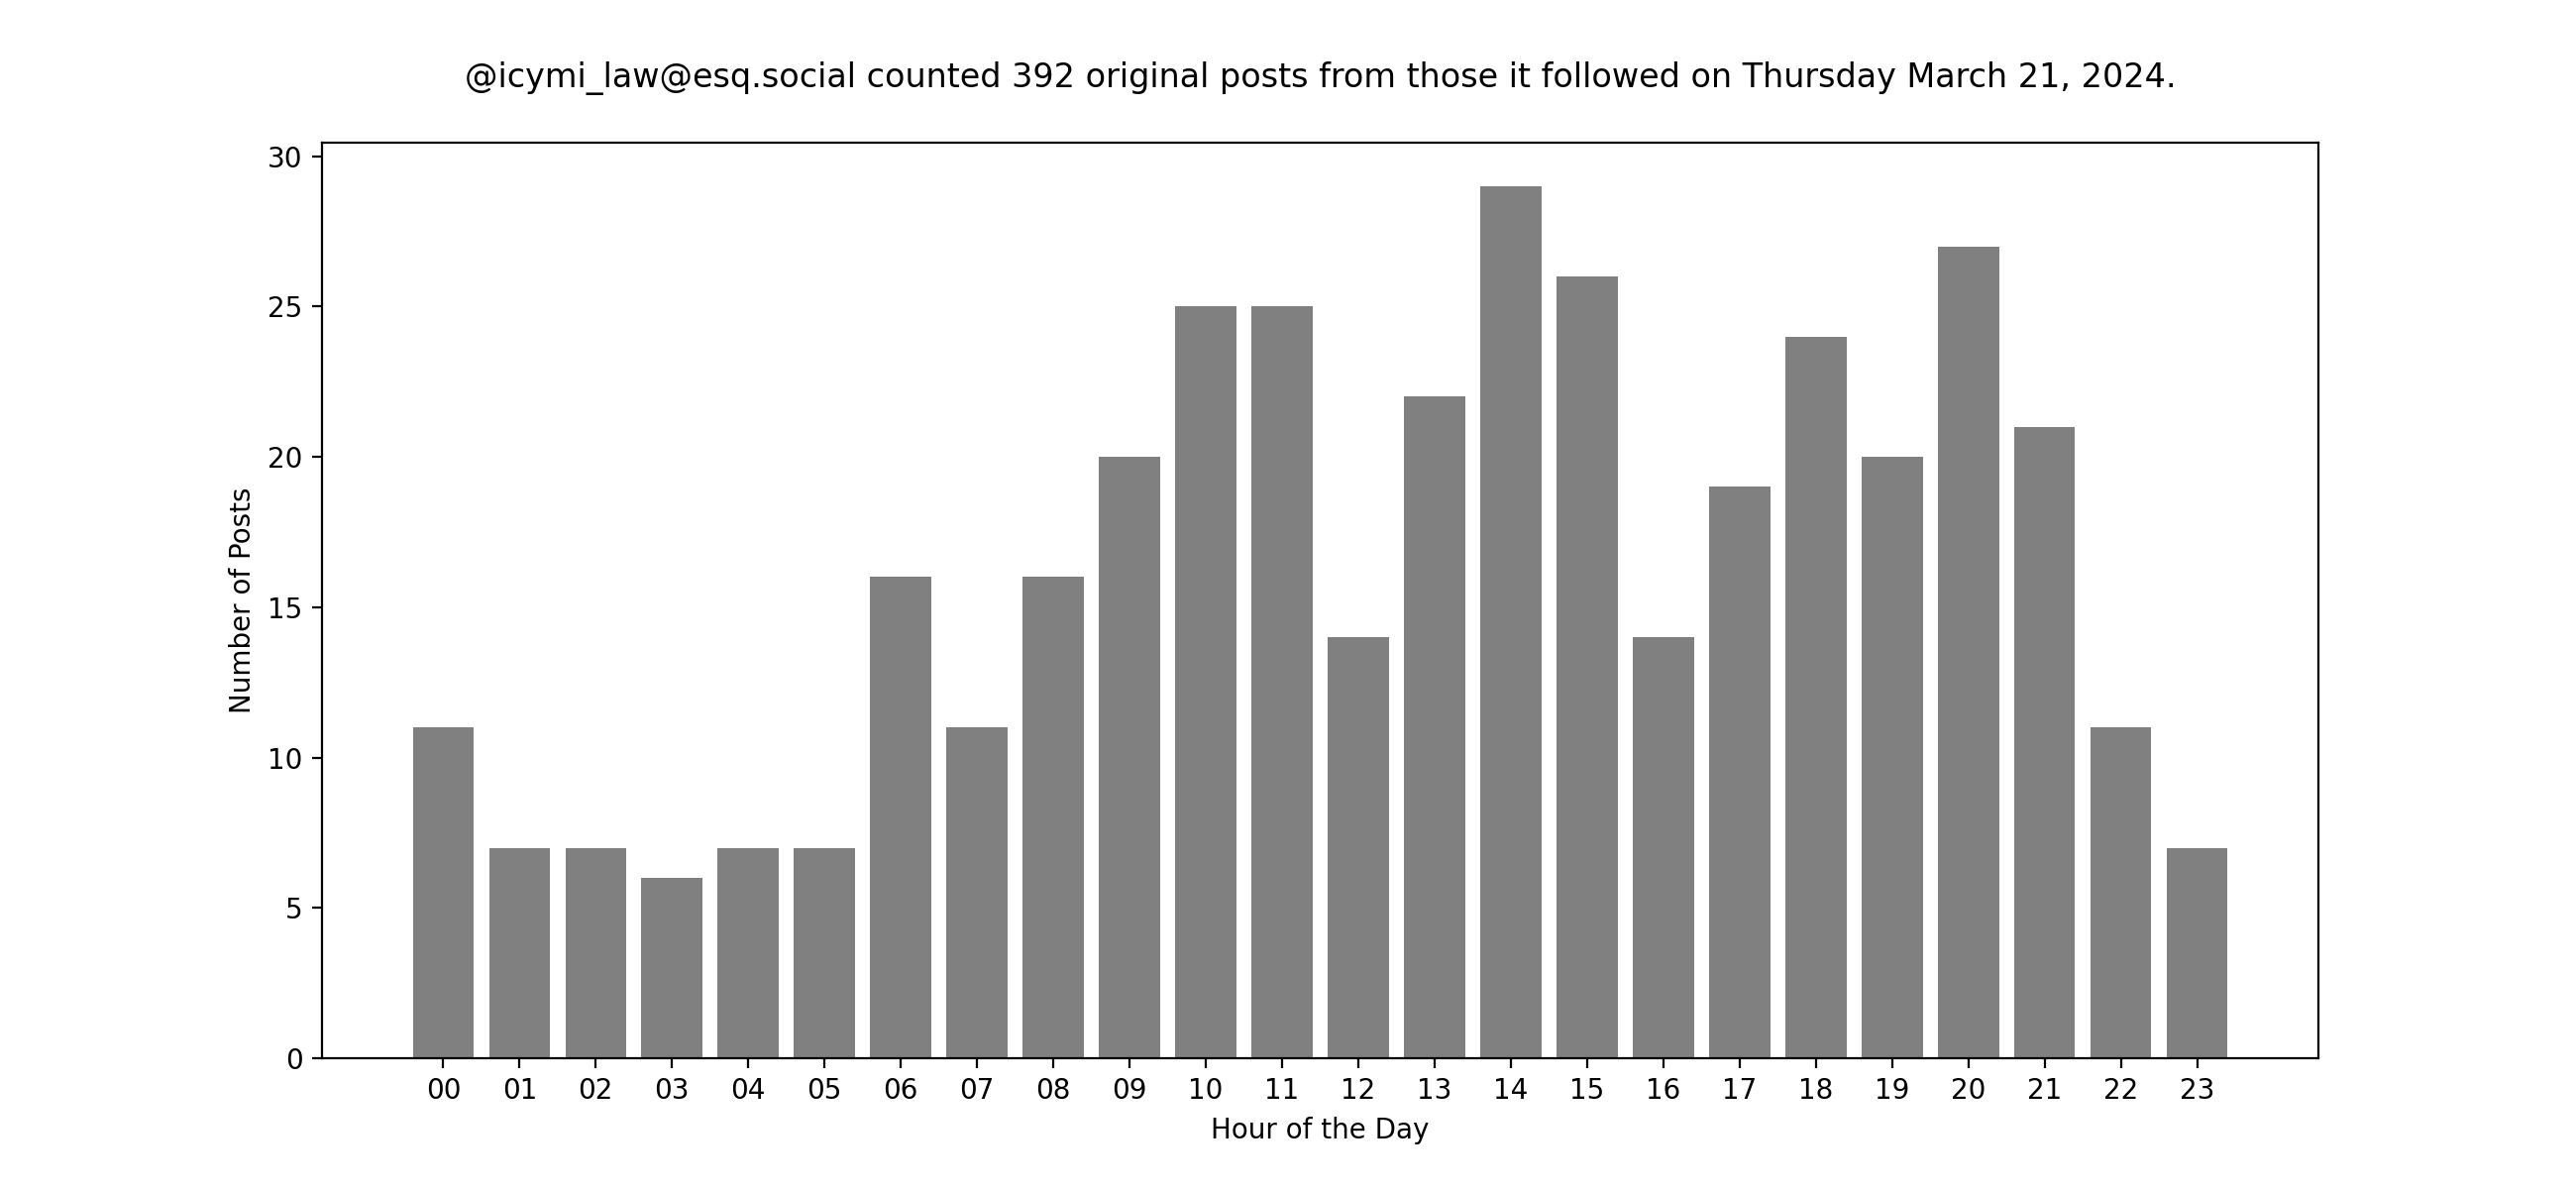 @icymi_law@esq.social counted 392 original posts from those it followed on Thursday March 21, 2024.
30
25
20
15
10
5
0
Number of Posts
00 01 02 03 04 05 06 07 08 09 10 11 12 13 14 15 16 17 18 19 20 21 22 23
Hour of the Day